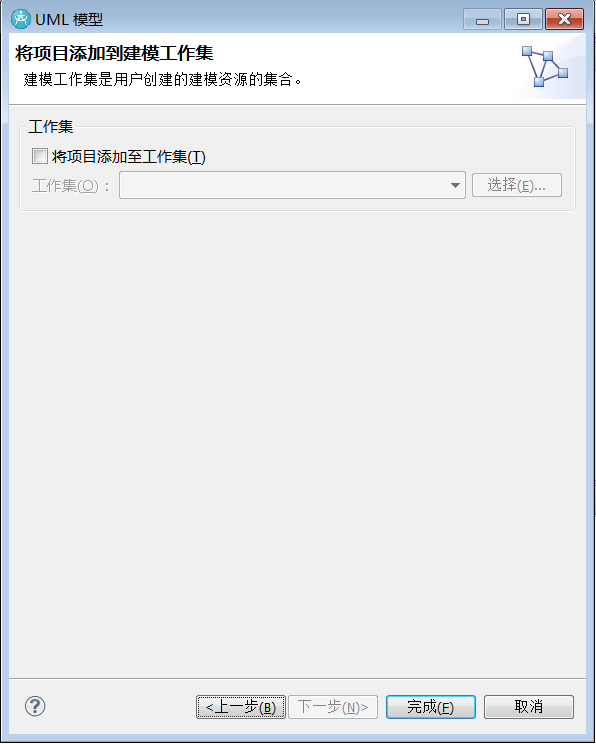 UML 模型
将项目添加到建模工作集
建模工作集是用户创建的建模资源的集合。
工作集
将项目添加至工作集(T)
工作集(O)： 选择(E)...
? <上一步(B) 下一步(N)> 完成(F) 取消